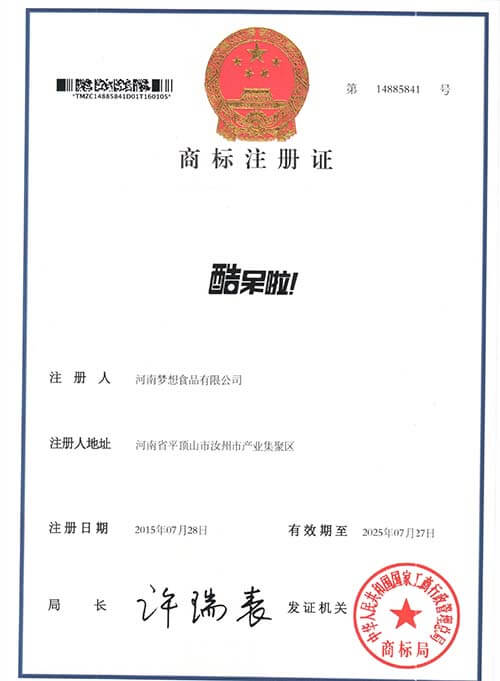 *TMZC14885841D01T160105*
第 14885841 号
商标注册证
酷呆啦!
注册人 河南梦想食品有限公司
注册人地址 河南省平顶山市汝州市产业集聚区
注册日期 2015年07月28日 有效期至 2025年07月27日
局长 许瑞表 发证机关
中华人民共和国国家工商行政管理总局
商标局